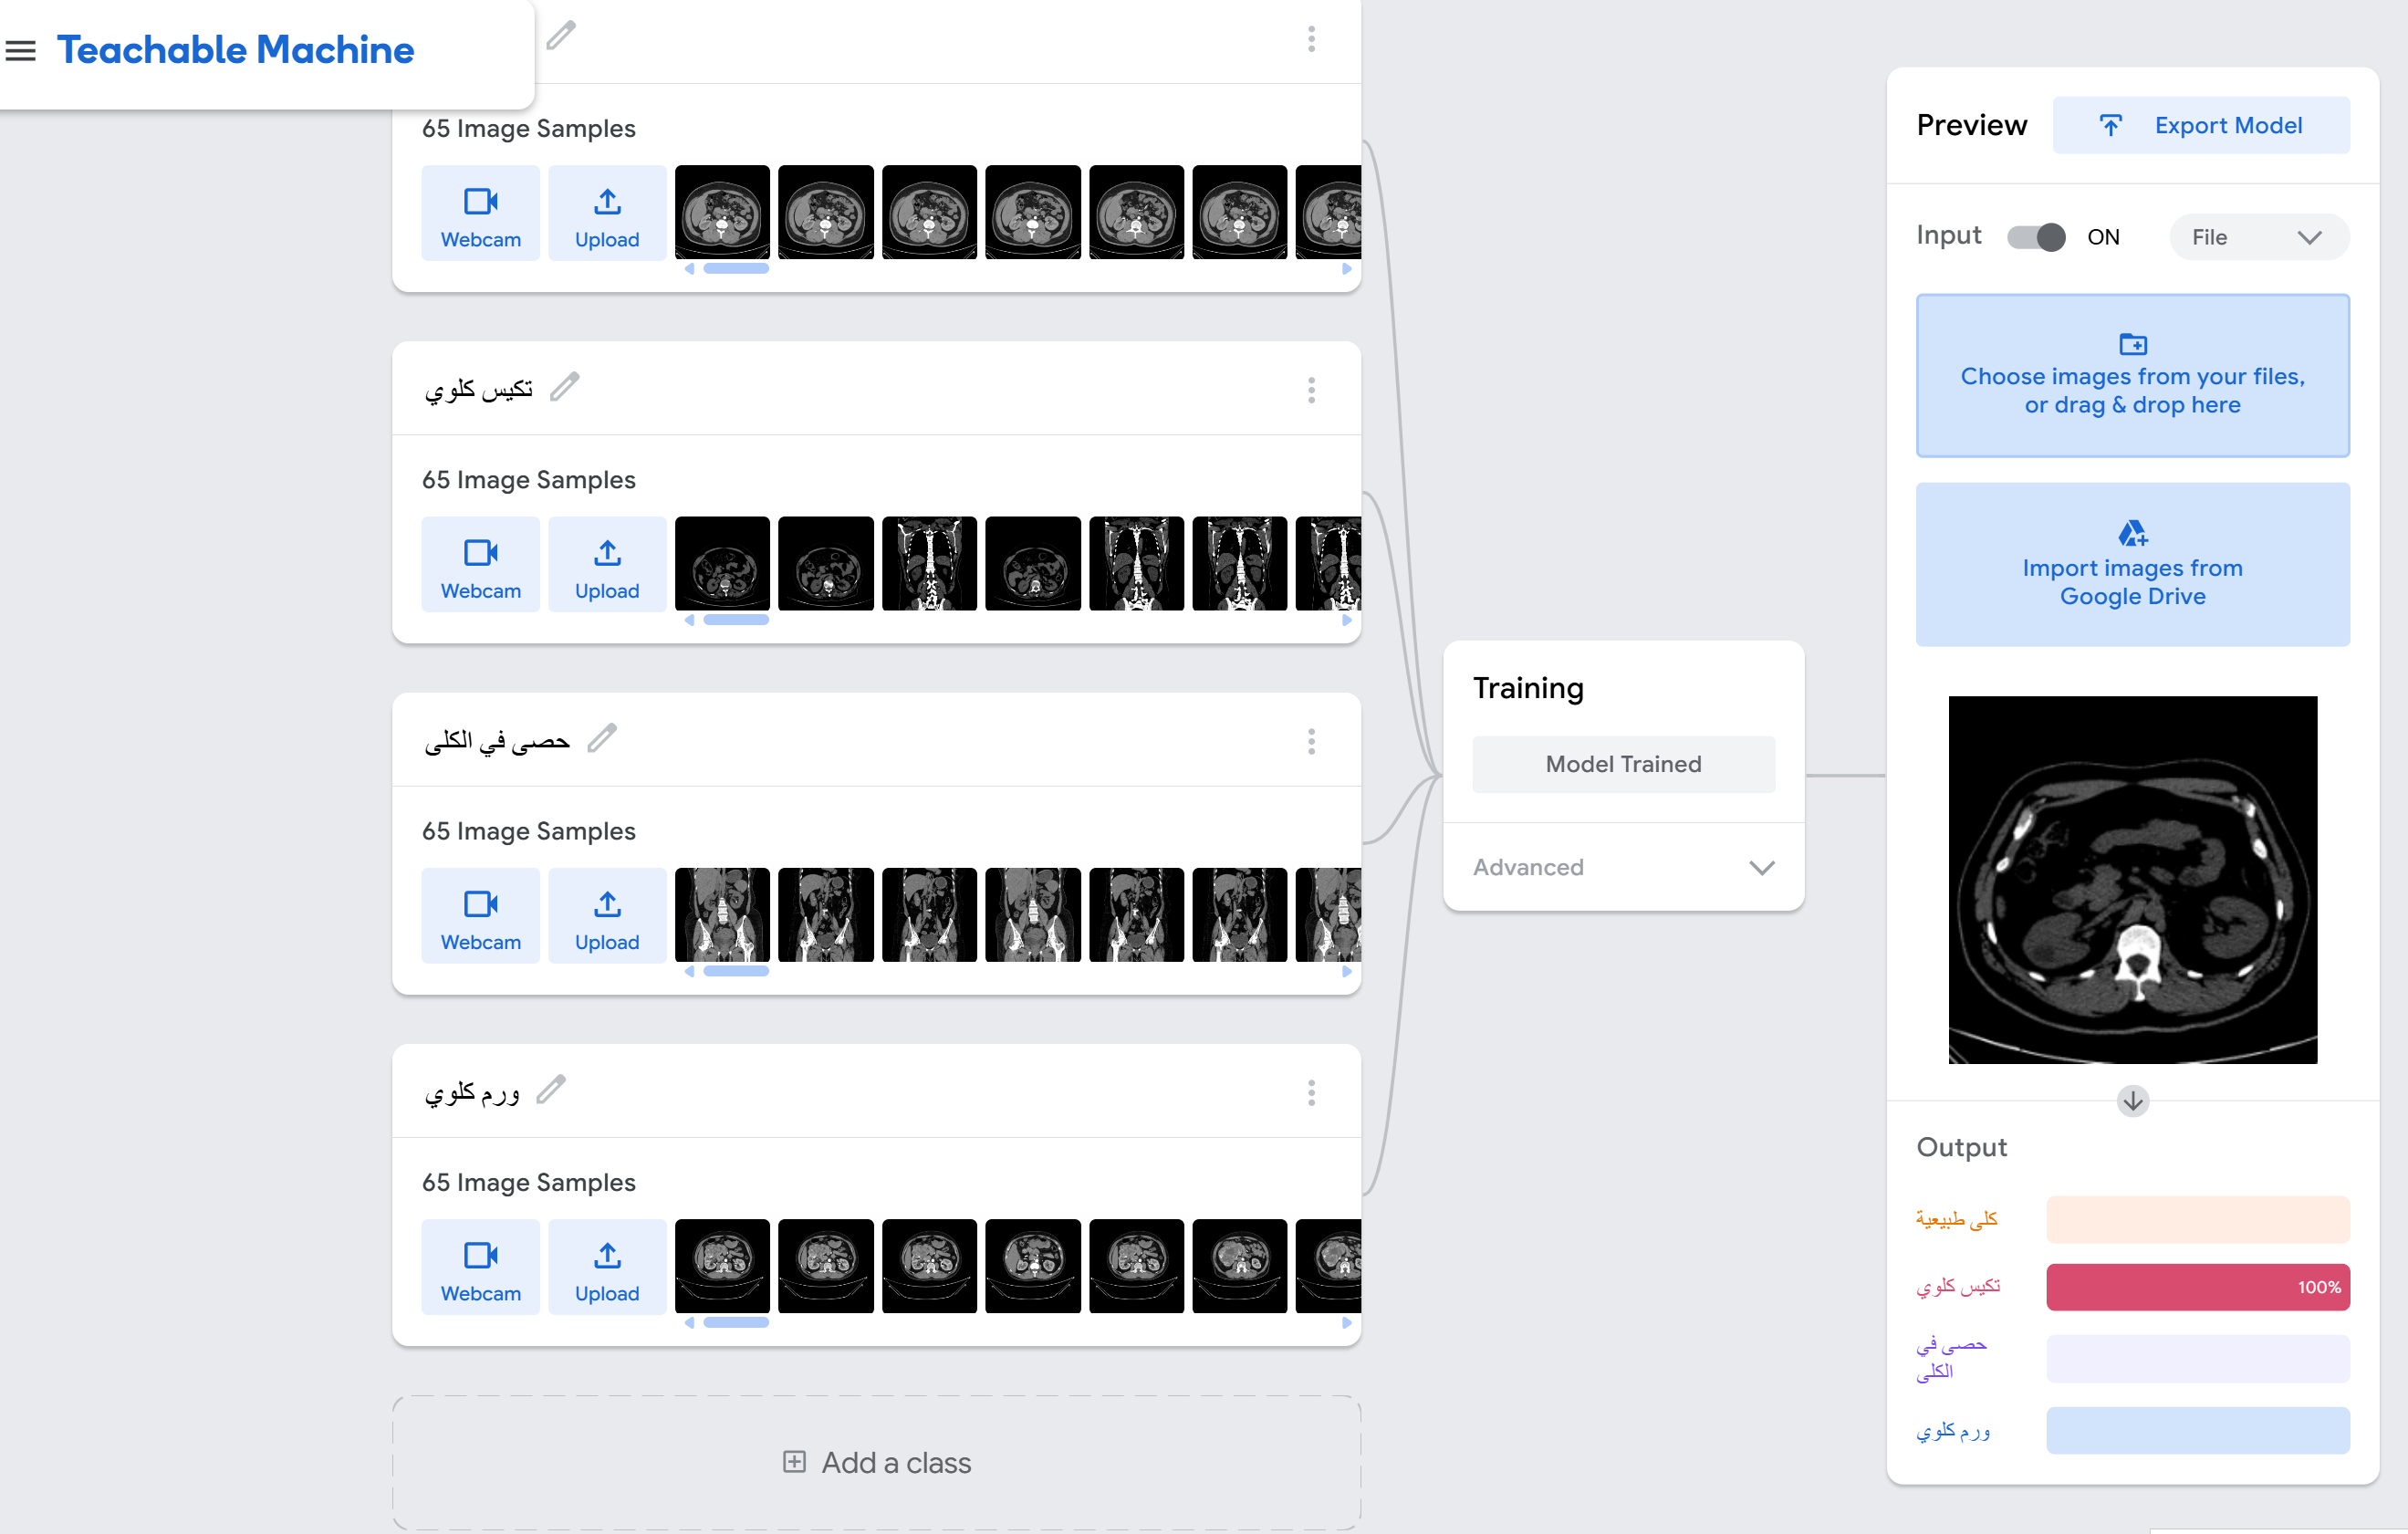 Teachable Machine
65 Image Samples
Webcam
Upload
تكيس كلوي
65 Image Samples
Webcam
Upload
حصى في الكلى
65 Image Samples
Webcam
Upload
ورم كلوي
65 Image Samples
Webcam
Upload
Add a class
Training
Model Trained
Advanced
Preview
Export Model
Input
ON
File
Choose images from your files,
or drag & drop here
Import images from
Google Drive
Output
كلى طبيعية
تكيس كلوي
100%
حصى في
الكلى
ورم كلوي